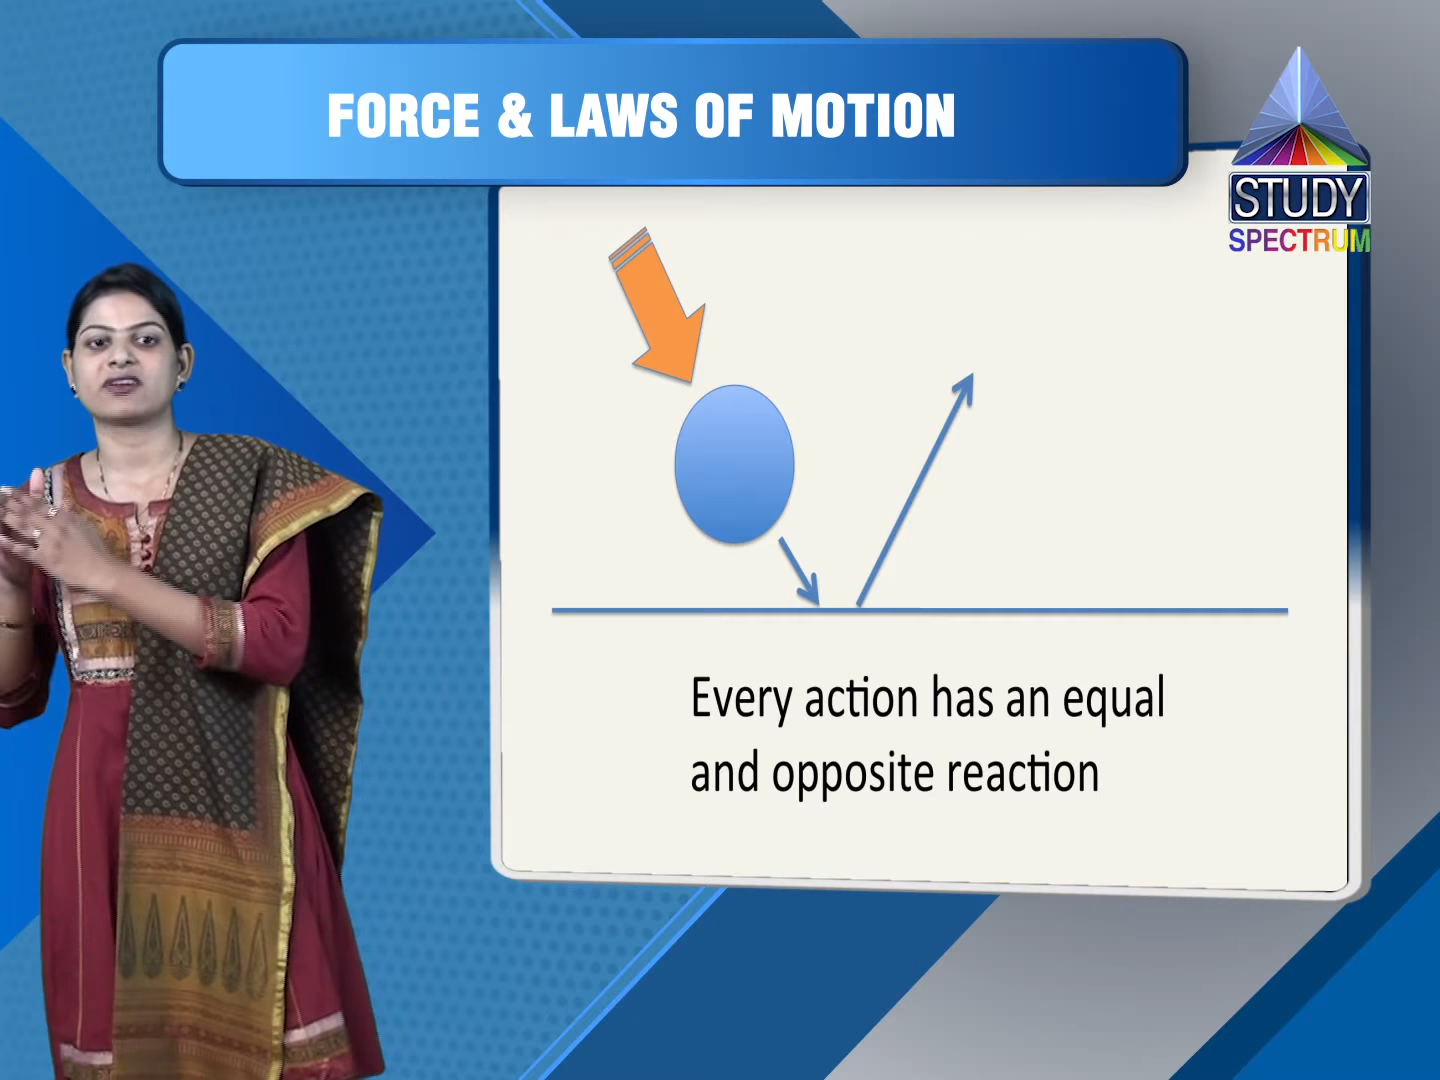 FORCE & LAWS OF MOTION
STUDY
SPECTRUM
Every action has an equal
and opposite reaction